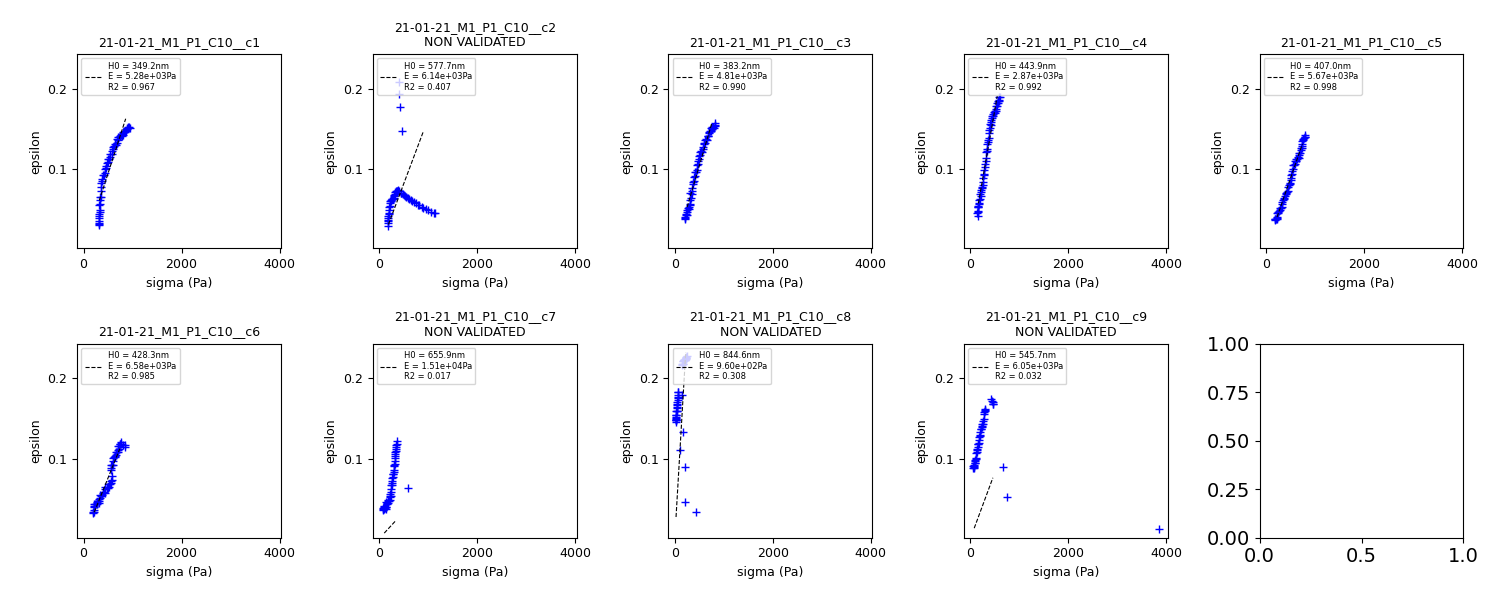 21-01-21_M1_P1_C10__c1
H0 = 349.2nm
E = 5.28e+03Pa
R2 = 0.967
0.2
0.1
epsilon
0 2000 4000
sigma (Pa)
21-01-21_M1_P1_C10__c2
NON VALIDATED
H0 = 577.7nm
E = 6.14e+03Pa
R2 = 0.407
0.2
0.1
epsilon
0 2000 4000
sigma (Pa)
21-01-21_M1_P1_C10__c3
H0 = 383.2nm
E = 4.81e+03Pa
R2 = 0.990
0.2
0.1
epsilon
0 2000 4000
sigma (Pa)
21-01-21_M1_P1_C10__c4
H0 = 443.9nm
E = 2.87e+03Pa
R2 = 0.992
0.2
0.1
epsilon
0 2000 4000
sigma (Pa)
21-01-21_M1_P1_C10__c5
H0 = 407.0nm
E = 5.67e+03Pa
R2 = 0.998
0.2
0.1
epsilon
0 2000 4000
sigma (Pa)
21-01-21_M1_P1_C10__c6
H0 = 428.3nm
E = 6.58e+03Pa
R2 = 0.985
0.2
0.1
epsilon
0 2000 4000
sigma (Pa)
21-01-21_M1_P1_C10__c7
NON VALIDATED
H0 = 655.9nm
E = 1.51e+04Pa
R2 = 0.017
0.2
0.1
epsilon
0 2000 4000
sigma (Pa)
21-01-21_M1_P1_C10__c8
NON VALIDATED
H0 = 844.6nm
E = 9.60e+02Pa
R2 = 0.308
0.2
0.1
epsilon
0 2000 4000
sigma (Pa)
21-01-21_M1_P1_C10__c9
NON VALIDATED
H0 = 545.7nm
E = 6.05e+03Pa
R2 = 0.032
0.2
0.1
epsilon
0 2000 4000
sigma (Pa)
1.00
0.75
0.50
0.25
0.00
0.0 0.5 1.0